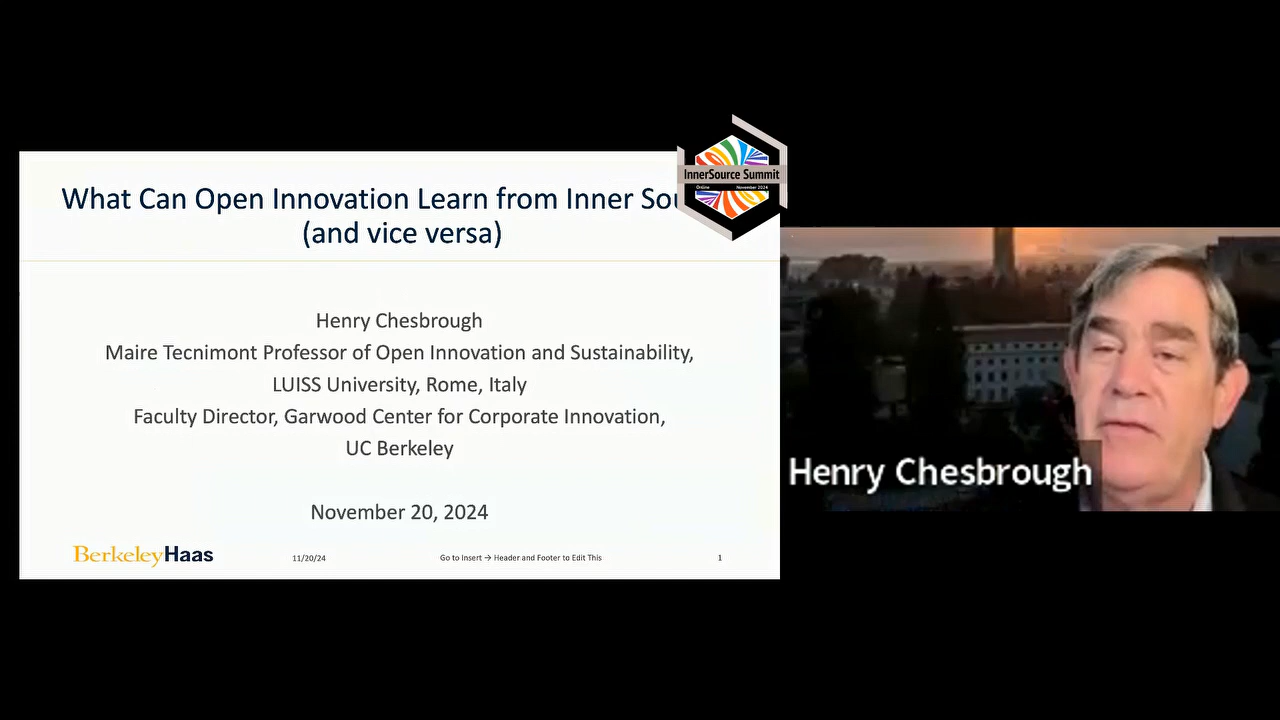 What Can Open Innovation Learn from Inner Sou
(and vice versa)
InnerSource Summit
Online November 2024
Henry Chesbrough
Maire Tecnimont Professor of Open Innovation and Sustainability,
LUISS University, Rome, Italy
Faculty Director, Garwood Center for Corporate Innovation,
UC Berkeley
November 20, 2024
BerkeleyHaas 11/20/24 Go to Insert → Header and Footer to Edit This 1
Henry Chesbrough